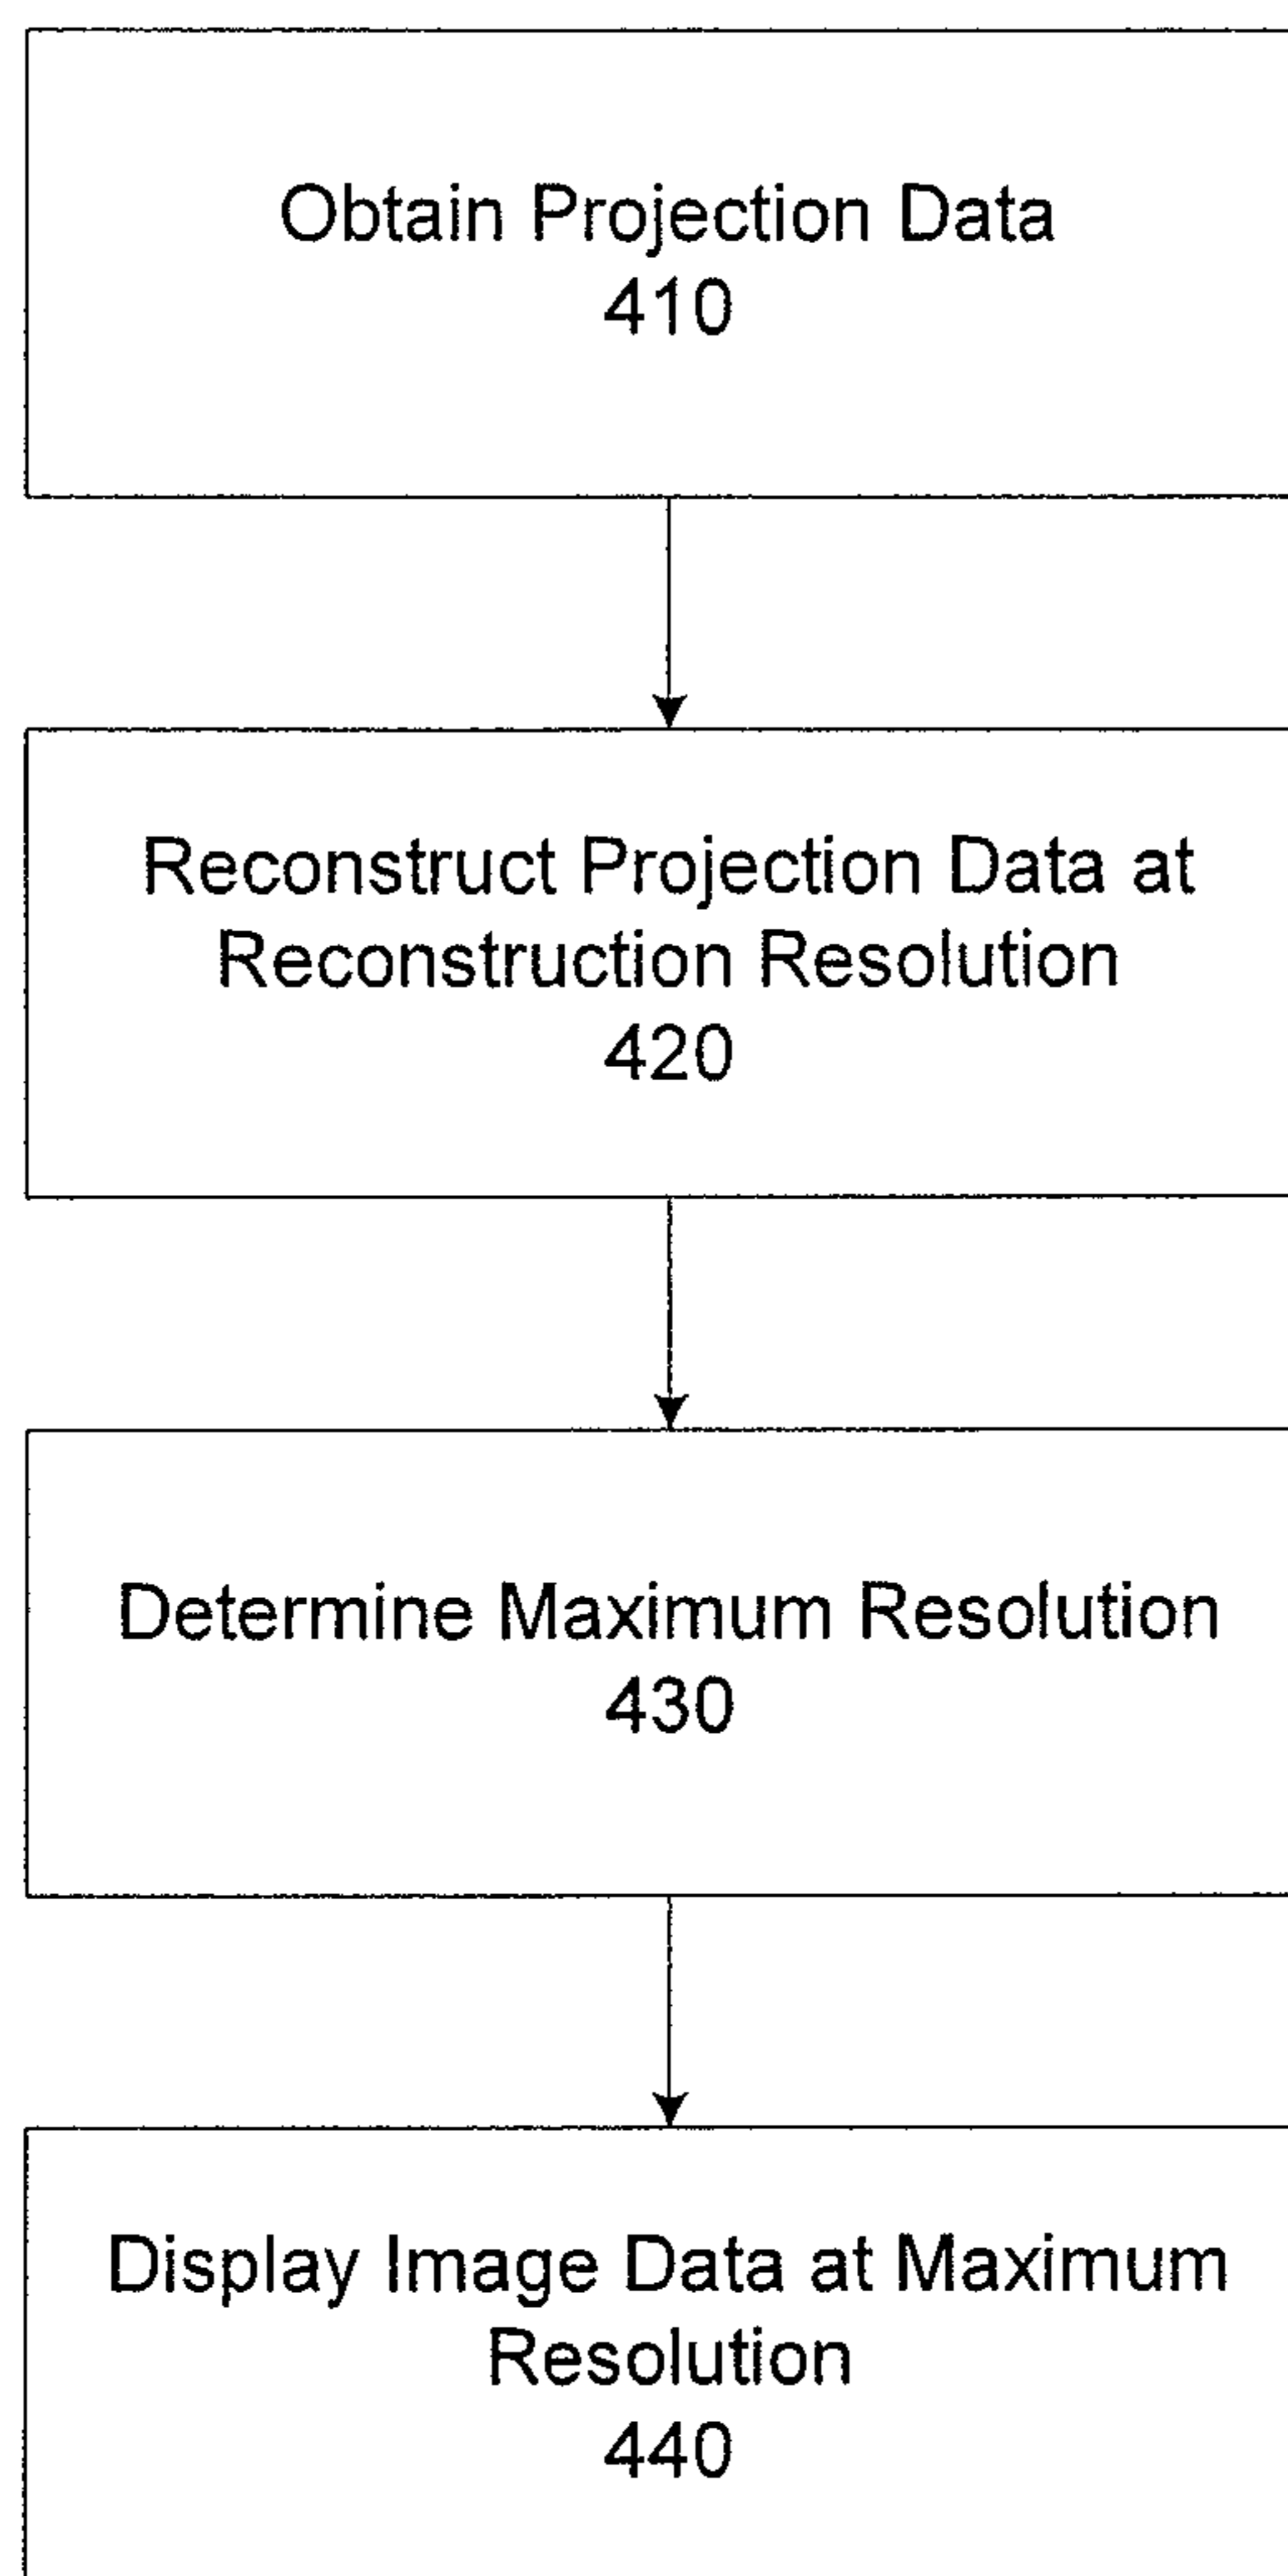 Obtain Projection Data
410
Reconstruct Projection Data at
Reconstruction Resolution
420
Determine Maximum Resolution
430
Display Image Data at Maximum
Resolution
440